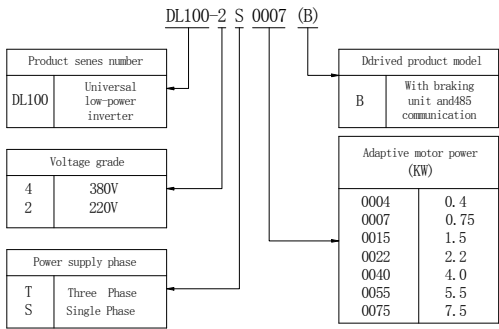 DL100-2 S 0007 (B)
Product senes number
DL100
Universal
low-power
inverter
Ddrived product model
B
With braking
unit and485
communication
Voltage grade
4 380V
2 220V
Adaptive motor power
(KW)
0004 0.4
0007 0.75
0015 1.5
0022 2.2
0040 4.0
0055 5.5
0075 7.5
Power supply phase
T Three Phase
S Single Phase